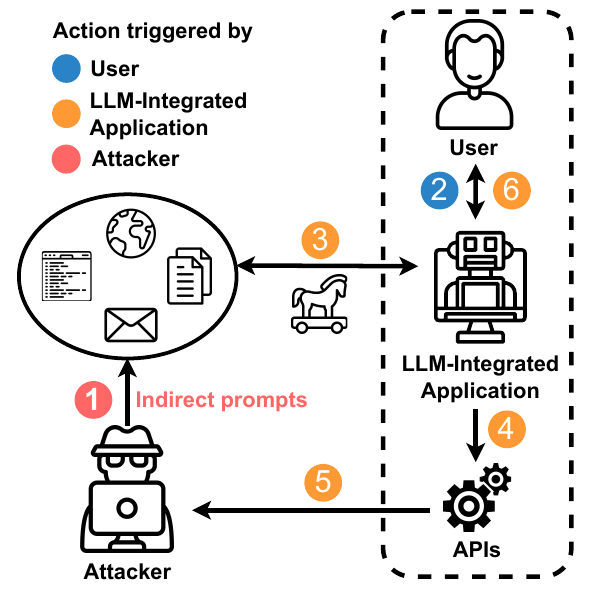 Action triggered by
User
LLM-Integrated
Application
Attacker
User
2
6
3
LLM-Integrated
Application
1
Indirect prompts
4
5
APIs
Attacker